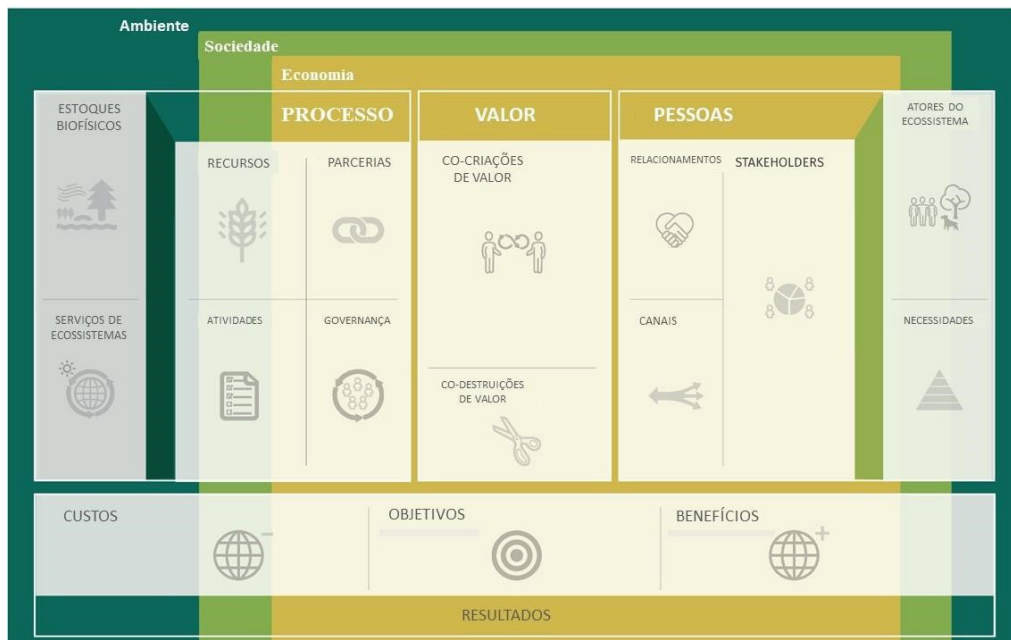 Ambiente
Sociedade
Economia
ESTOQUES
BIOFÍSICOS
PROCESSO
VALOR
PESSOAS
ATORES DO
ECOSSISTEMA
RECURSOS
PARCERIAS
CO-CRIAÇÕES
DE VALOR
RELACIONAMENTOS
STAKEHOLDERS
SERVIÇOS DE
ECOSSISTEMAS
ATIVIDADES
GOVERNANÇA
CO-DESTRUIÇÕES
DE VALOR
CANAIS
NECESSIDADES
CUSTOS
OBJETIVOS
BENEFÍCIOS
RESULTADOS